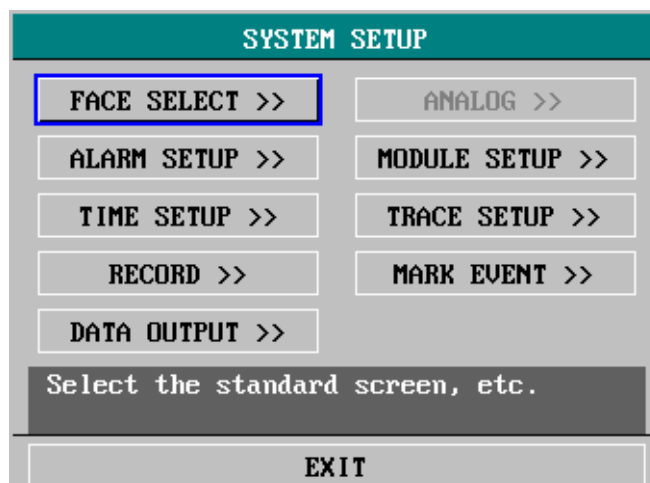 SYSTEM SETUP
FACE SELECT >>
ANALOG >>
ALARM SETUP >>
MODULE SETUP >>
TIME SETUP >>
TRACE SETUP >>
RECORD >>
MARK EVENT >>
DATA OUTPUT >>
Select the standard screen, etc.
EXIT